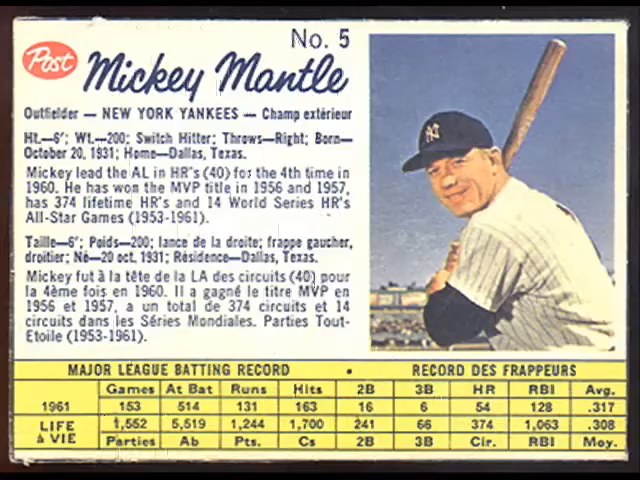 No. 5
Post
Mickey Mantle
Outfielder — NEW YORK YANKEES — Champ extérieur
Ht.—6'; Wt.—200; Switch Hitter; Throws—Right; Born—
October 20, 1931; Home—Dallas, Texas.
Mickey lead the AL in HR's (40) for the 4th time in
1960. He has won the MVP title in 1956 and 1957,
has 374 lifetime HR's and 14 World Series HR's
All-Star Games (1953-1961).
Taille—6'; Poids—200; lance de la droite; frappe gaucher,
droitier; Né—20 oct. 1931; Résidence—Dallas, Texas.
Mickey fut à la tête de la LA des circuits (40) pour
la 4ème fois en 1960. Il a gagné le titre MVP en
1956 et 1957, a un total de 374 circuits et 14
circuits dans les Séries Mondiales. Parties Tout-
Etoile (1953-1961).
NY
MAJOR LEAGUE BATTING RECORD • RECORD DES FRAPPEURS
Games At Bat Runs Hits 2B 3B HR RBI Avg.
1961 153 514 131 163 16 6 54 128 .317
LIFE à VIE 1,552 5,519 1,244 1,700 241 66 374 1,063 .308
Parties Ab Pts. Cs 2B 3B Cir. RBI Moy.